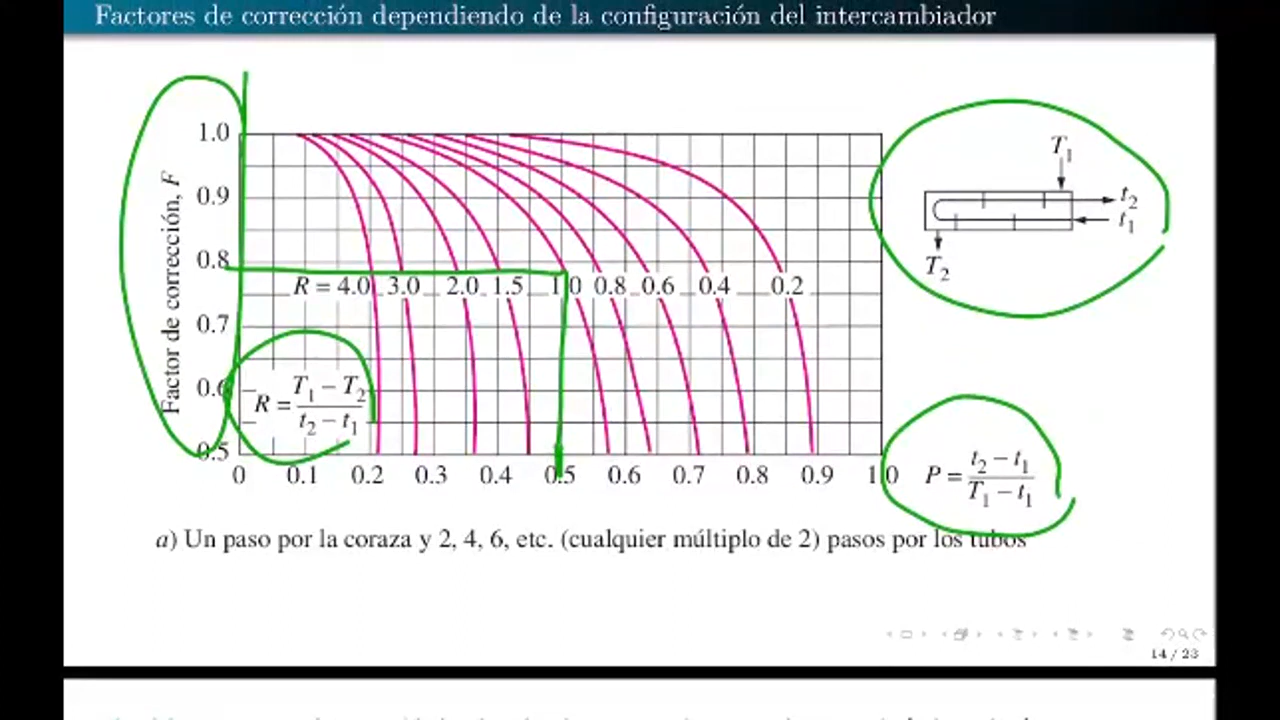 Factores de corrección dependiendo de la configuración del intercambiador
Factor de corrección, F
1.0
0.9
0.8
0.7
0.6
0.5
R = 4.0 3.0 2.0 1.5 1.0 0.8 0.6 0.4 0.2
R = T₁ − T₂ / t₂ − t₁
0 0.1 0.2 0.3 0.4 0.5 0.6 0.7 0.8 0.9 1.0
T₁
t₂
t₁
T₂
P = t₂ − t₁ / T₁ − t₁
a) Un paso por la coraza y 2, 4, 6, etc. (cualquier múltiplo de 2) pasos por los tubos
14 / 23